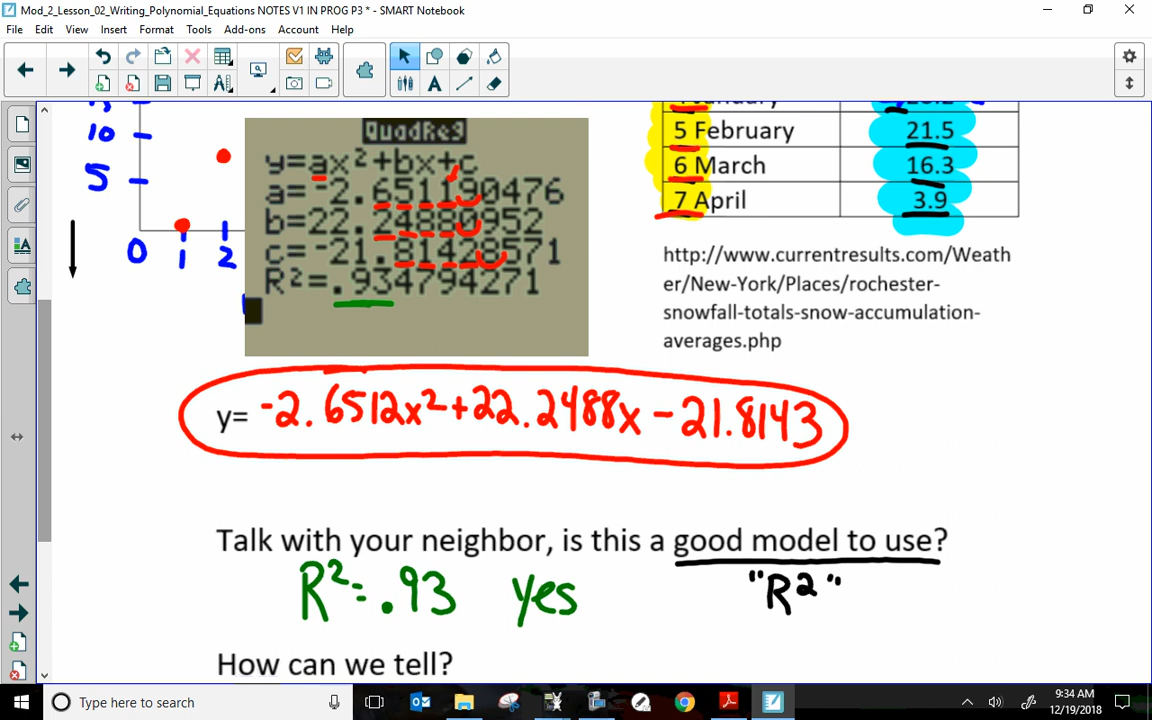 Mod_2_Lesson_02_Writing_Polynomial_Equations NOTES V1 IN PROG P3 * - SMART Notebook
File Edit View Insert Format Tools Add-ons Account Help
10
5
0 1 2
QuadReg
y=ax²+bx+c
a=-2.651190476
b=22.24880952
c=-21.81428571
R²=.934794271
5 February 21.5
6 March 16.3
7 April 3.9
http://www.currentresults.com/Weath
er/New-York/Places/rochester-
snowfall-totals-snow-accumulation-
averages.php
y= -2.6512x²+22.2488x-21.8143
Talk with your neighbor, is this a good model to use?
R²=.93 yes "R²"
How can we tell?
Type here to search
9:34 AM
12/19/2018